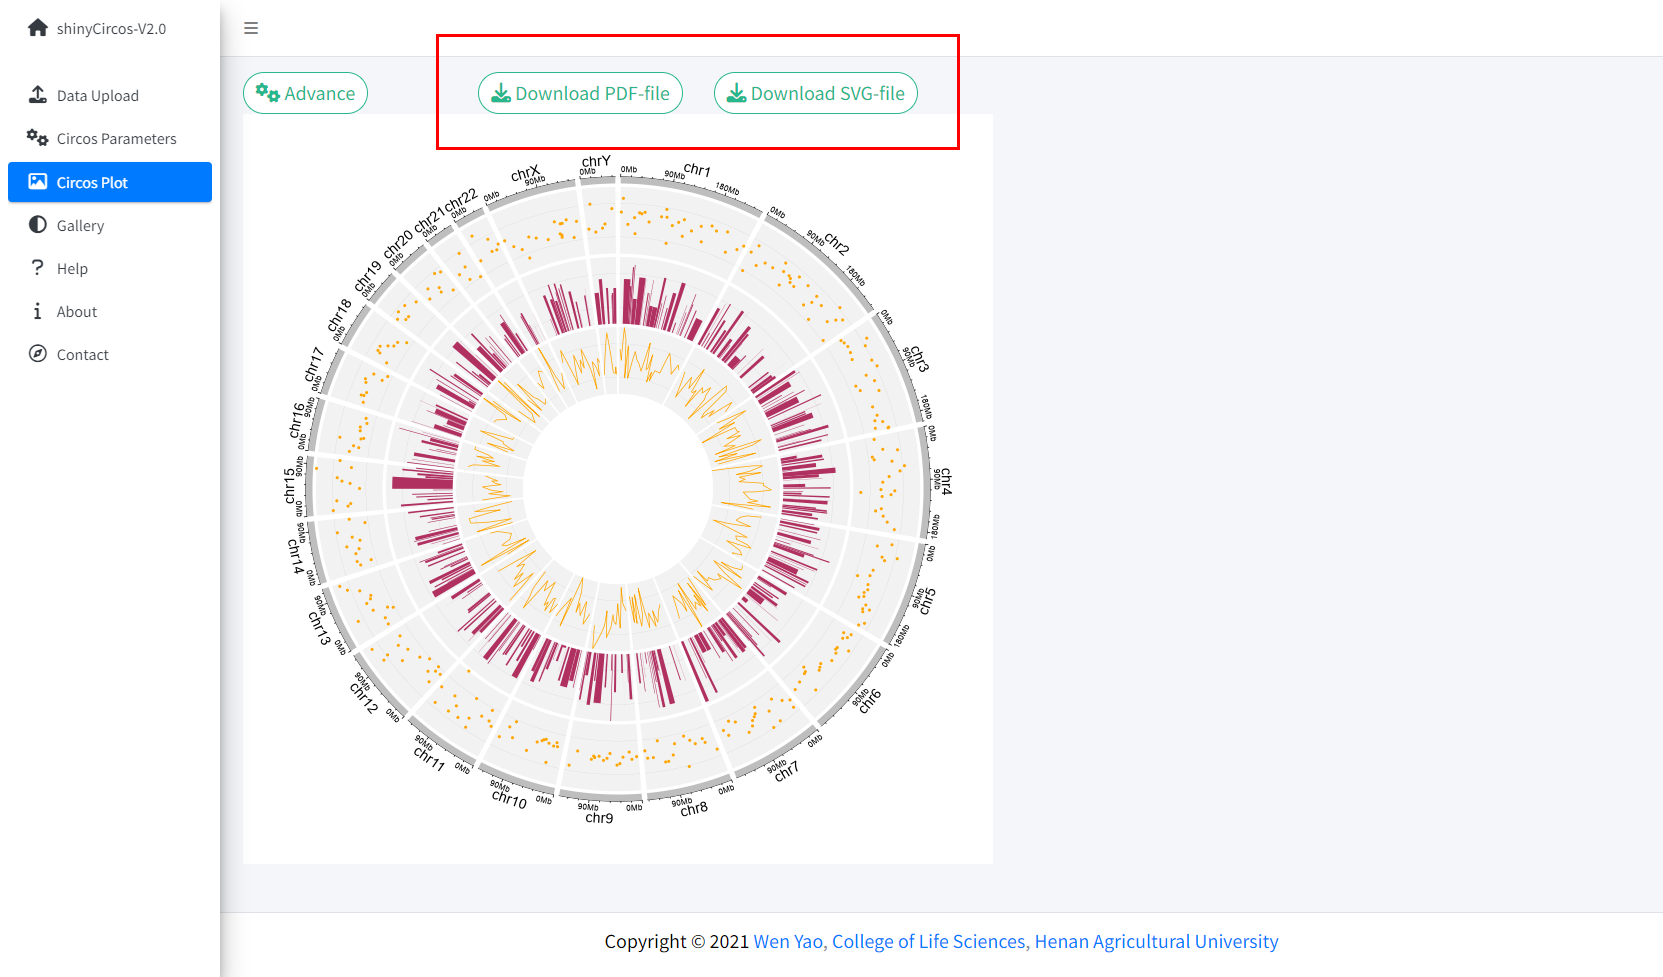 shinyCircos-V2.0
Data Upload
Circos Parameters
Circos Plot
Gallery
Help
About
Contact
Advance
Download PDF-file
Download SVG-file
chr1
0Mb
90Mb
180Mb
chr2
0Mb
90Mb
180Mb
chr3
0Mb
90Mb
180Mb
chr4
0Mb
90Mb
180Mb
chr5
0Mb
90Mb
180Mb
chr6
0Mb
90Mb
chr7
0Mb
90Mb
chr8
0Mb
90Mb
chr9
0Mb
90Mb
chr10
0Mb
90Mb
chr11
0Mb
90Mb
chr12
0Mb
90Mb
chr13
0Mb
90Mb
chr14
0Mb
90Mb
chr15
0Mb
90Mb
chr16
0Mb
90Mb
chr17
0Mb
chr18
0Mb
chr19
0Mb
chr20
0Mb
chr21
0Mb
chr22
0Mb
chrX
0Mb
90Mb
chrY
0Mb
Copyright © 2021 Wen Yao, College of Life Sciences, Henan Agricultural University